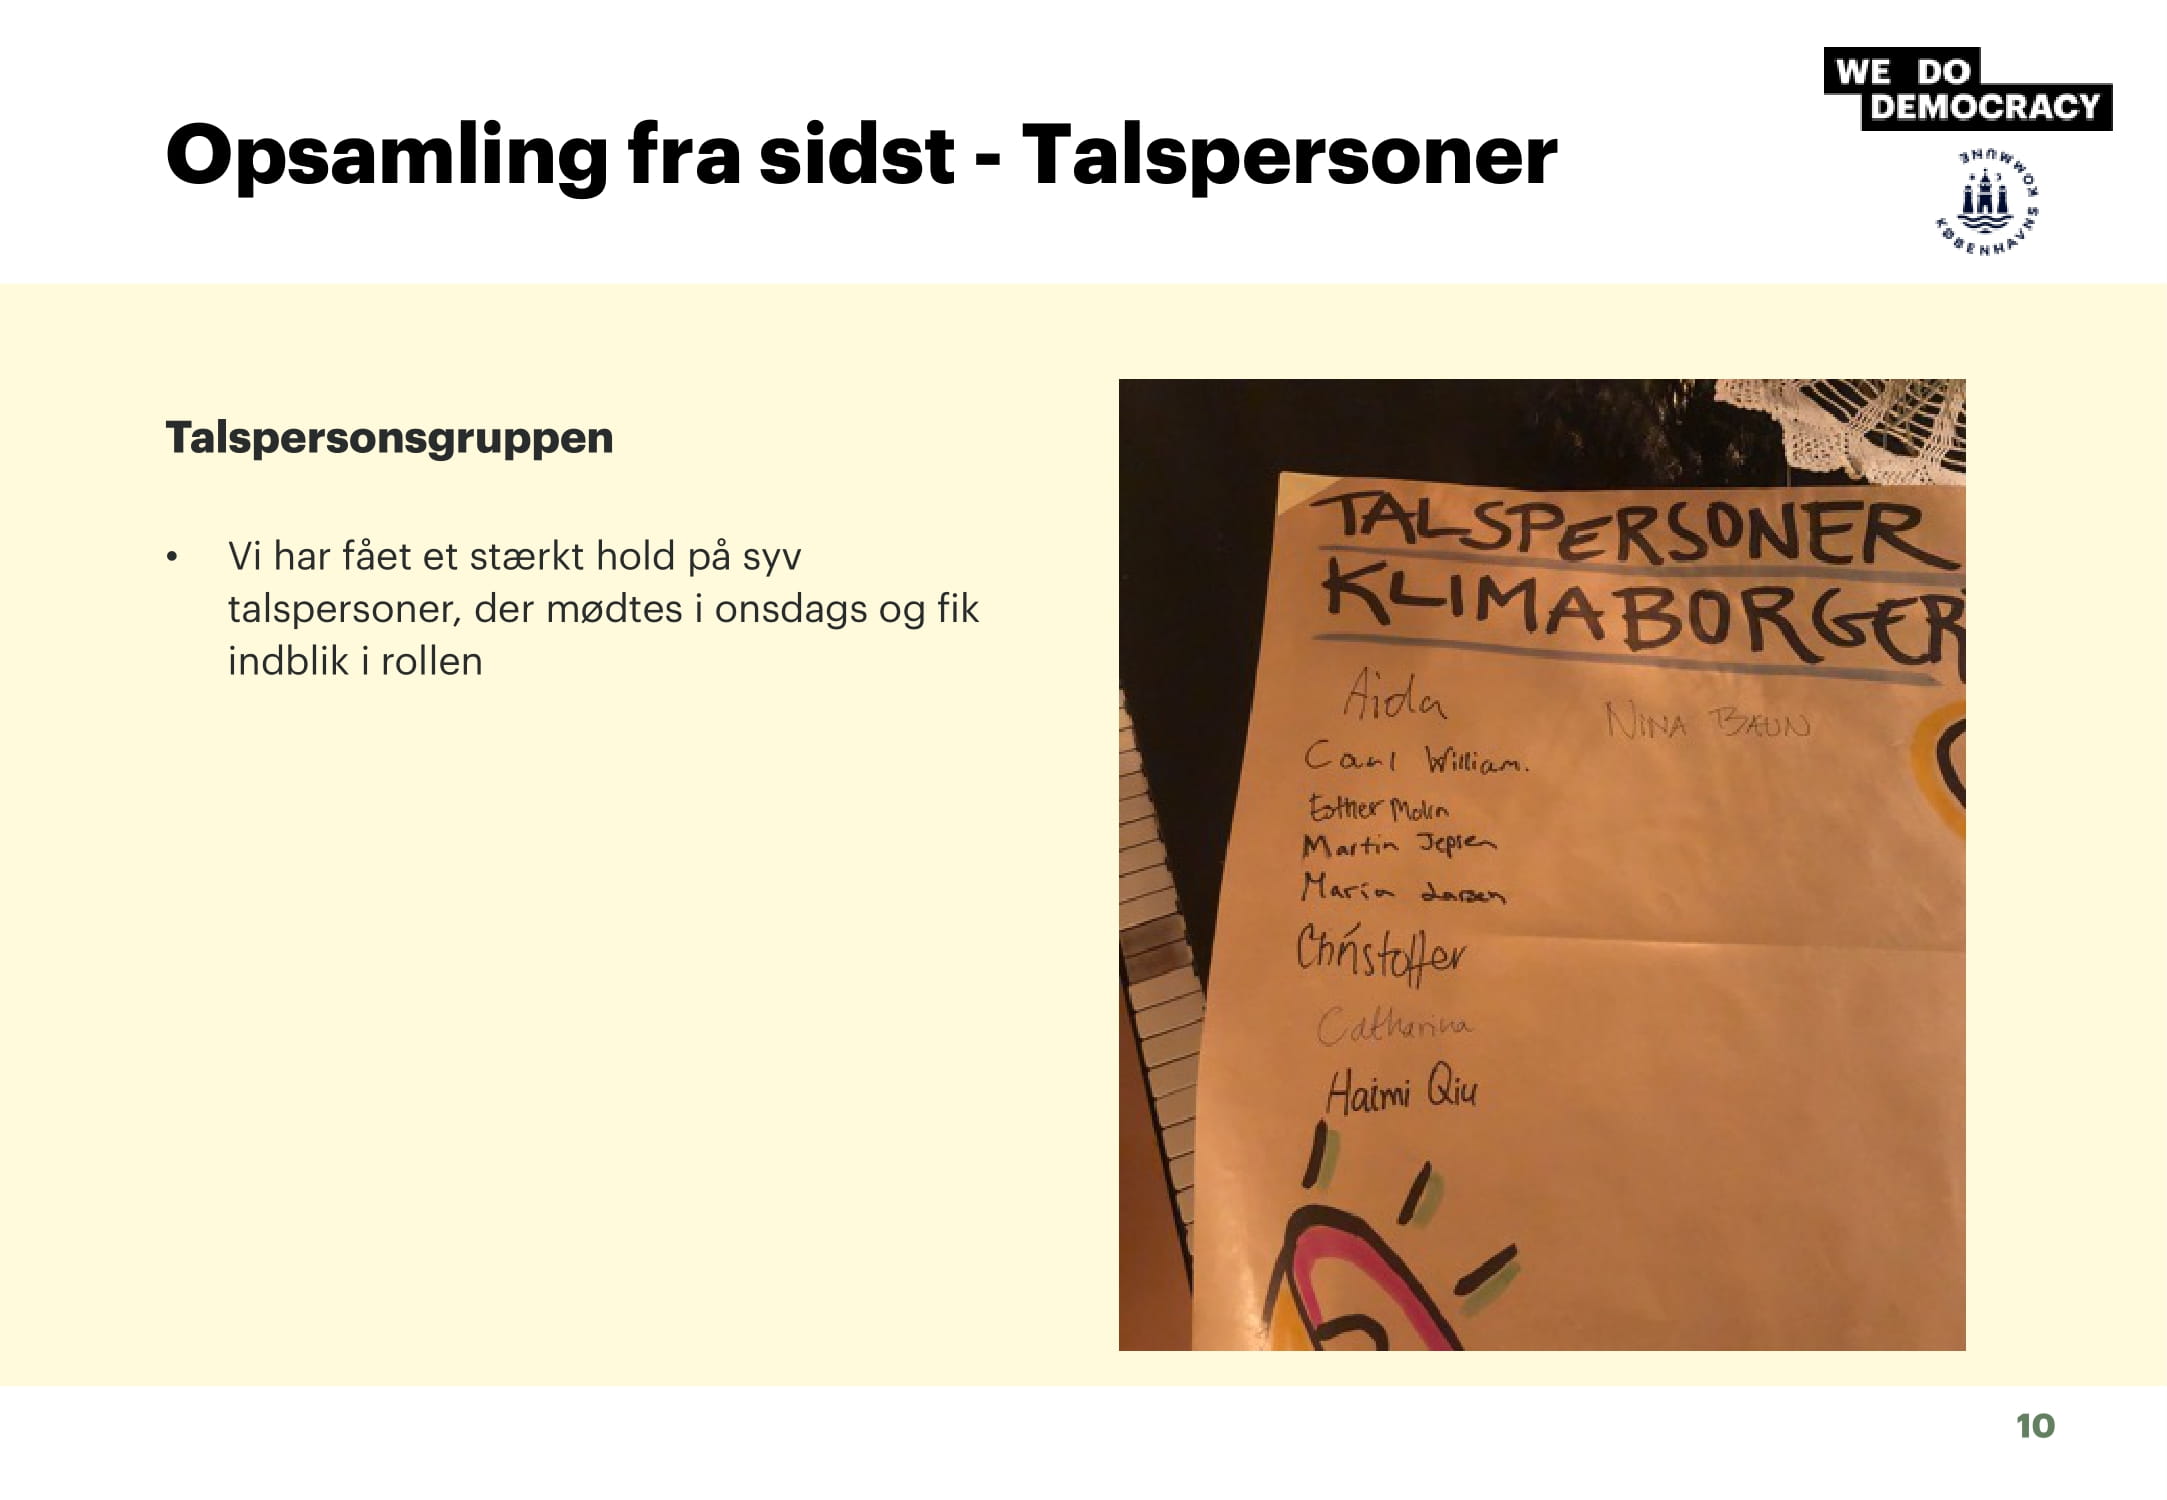 WE DO
DEMOCRACY
KØBENHAVNS KOMMUNE
Opsamling fra sidst - Talspersoner
Talspersonsgruppen
• Vi har fået et stærkt hold på syv
talspersoner, der mødtes i onsdags og fik
indblik i rollen
TALSPERSONER
KLIMABORGER
Aida
NINA BÆUN
Carl William.
Esther Molin
Martin Jepsen
Maria Larsen
Christoffer
Catharina
Haimi Qiu
10